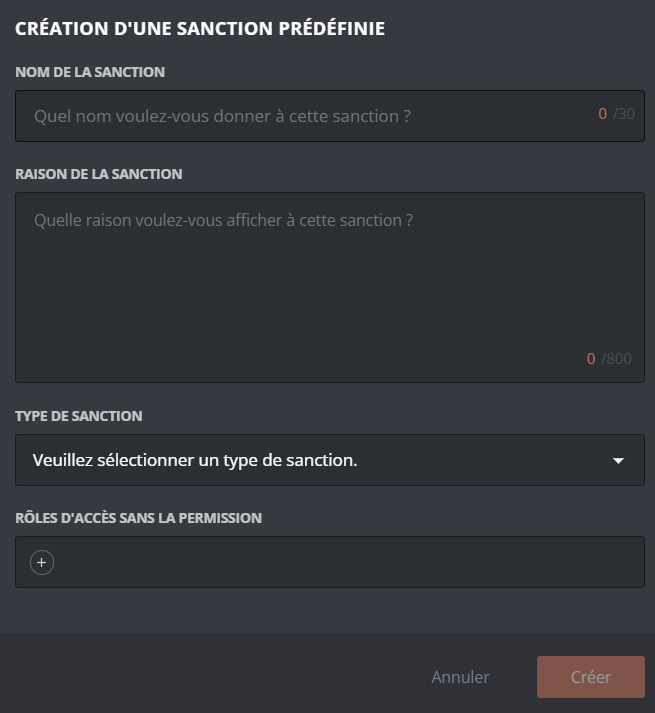 CRÉATION D'UNE SANCTION PRÉDÉFINIE
NOM DE LA SANCTION
Quel nom voulez-vous donner à cette sanction ? 0 /30
RAISON DE LA SANCTION
Quelle raison voulez-vous afficher à cette sanction ?
0 /800
TYPE DE SANCTION
Veuillez sélectionner un type de sanction.
RÔLES D'ACCÈS SANS LA PERMISSION
Annuler Créer